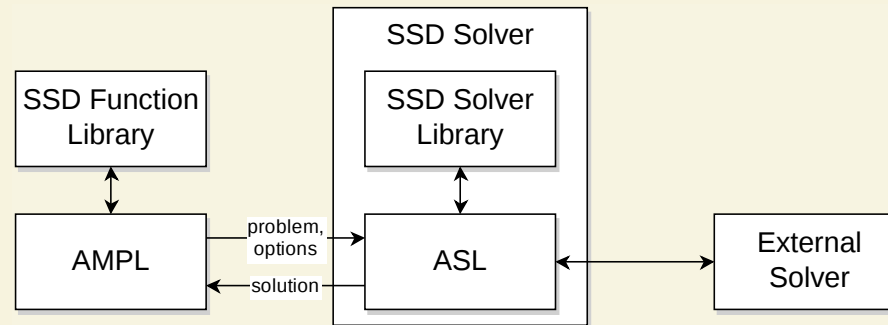 SSD Solver
SSD Function
Library
SSD Solver
Library
AMPL
problem,
options
solution
ASL
External
Solver